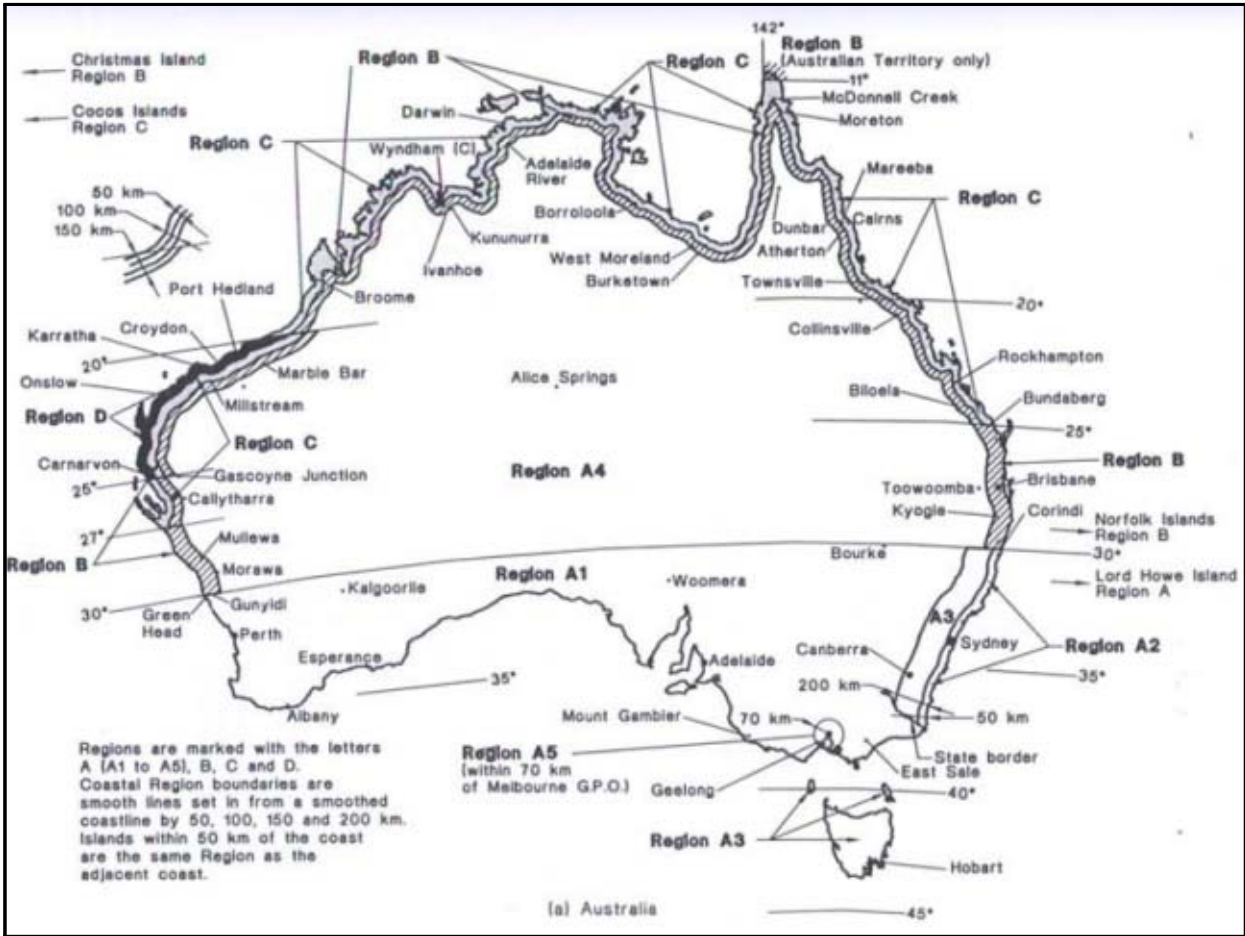 142°
Region B
(Australian Territory only)
11°
Christmas Island
Region B
Cocos Islands
Region C
Region B
Region C
McDonnell Creek
Moreton
Darwin
Region C
Wyndham (C)
Adelaide
River
Mareeba
Region C
50 km
100 km
150 km
Borroloola
Kununurra
Ivanhoe
West Moreland
Burketown
Dunbar
Cairns
Atherton
Townsville
Port Hedland
Broome
20°
Collinsville
Karratha
Croydon
20°
Marble Bar
Onslow
Millstream
Alice Springs
Rockhampton
Biloela
Bundaberg
Region D
25°
Region C
Carnarvon
Gascoyne Junction
Region A4
Region B
25°
Callytharra
Toowoomba
Brisbane
Kyogle
Corindi
27°
Norfolk Islands
Region B
Mullewa
Region B
Bourke
30°
Morawa
Region A1
Woomera
Lord Howe Island
Region A
Kalgoorlie
30°
Gunyidi
Green
Head
A3
Perth
Sydney
Region A2
Esperance
Adelaide
Canberra
35°
35°
200 km
Albany
Mount Gambier
70 km
50 km
State border
East Sale
Region A5
(within 70 km
of Melbourne G.P.O.)
Geelong
40°
Regions are marked with the letters
A (A1 to A5), B, C and D.
Coastal Region boundaries are
smooth lines set in from a smoothed
coastline by 50, 100, 150 and 200 km.
Islands within 50 km of the coast
are the same Region as the
adjacent coast.
Region A3
Hobart
(a) Australia
45°